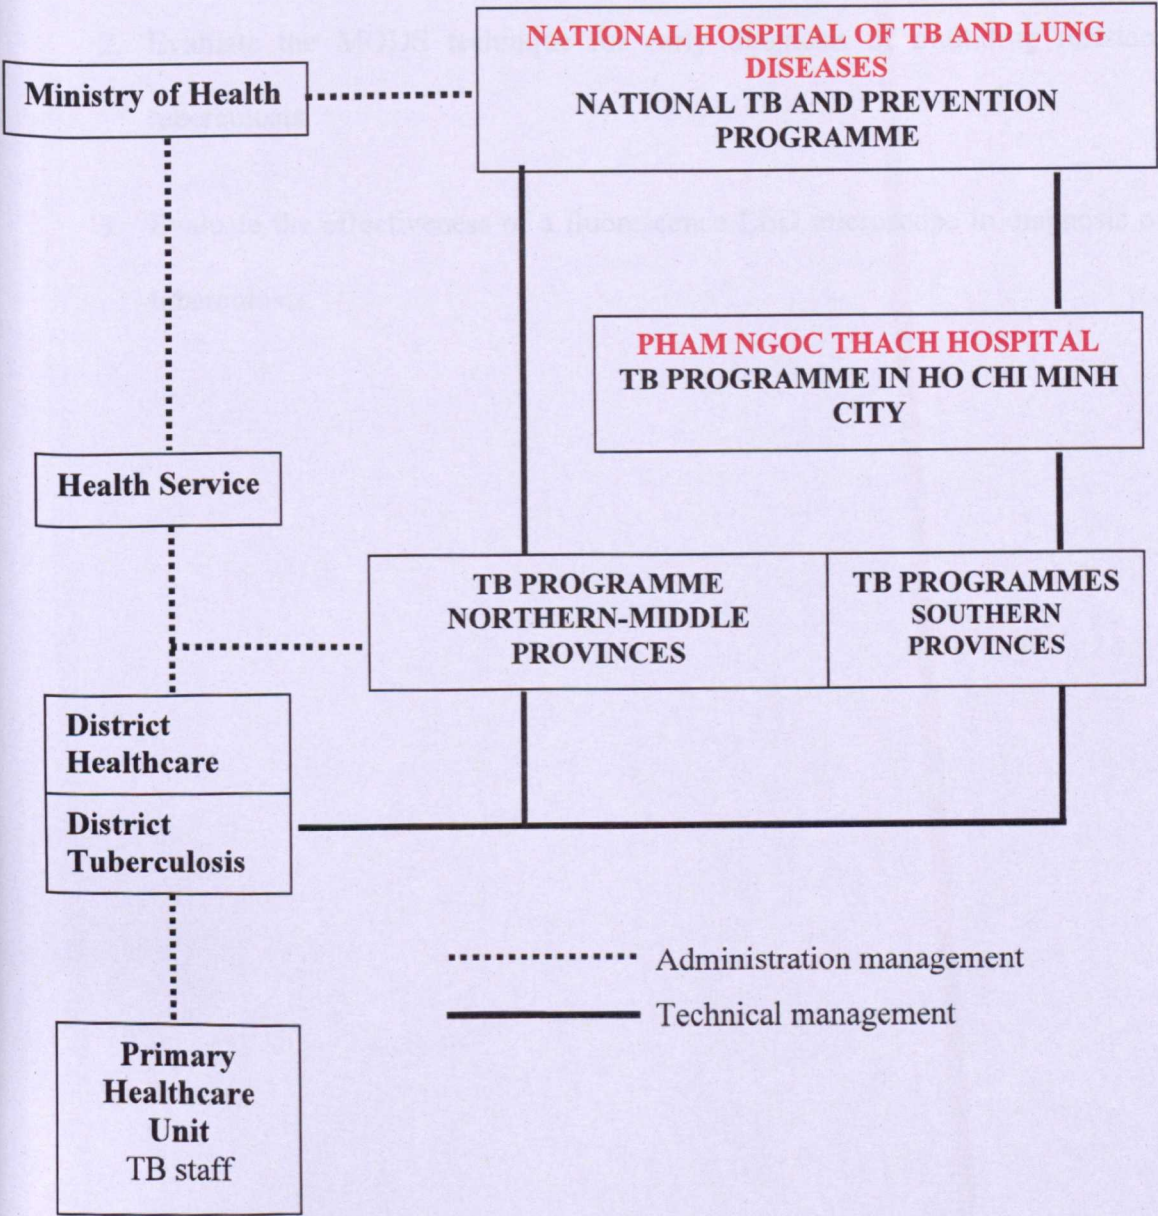 NATIONAL HOSPITAL OF TB AND LUNG
DISEASES
NATIONAL TB AND PREVENTION
PROGRAMME
Ministry of Health
PHAM NGOC THACH HOSPITAL
TB PROGRAMME IN HO CHI MINH
CITY
Health Service
TB PROGRAMME
NORTHERN-MIDDLE
PROVINCES
TB PROGRAMMES
SOUTHERN
PROVINCES
District
Healthcare
District
Tuberculosis
Administration management
Technical management
Primary
Healthcare
Unit
TB staff